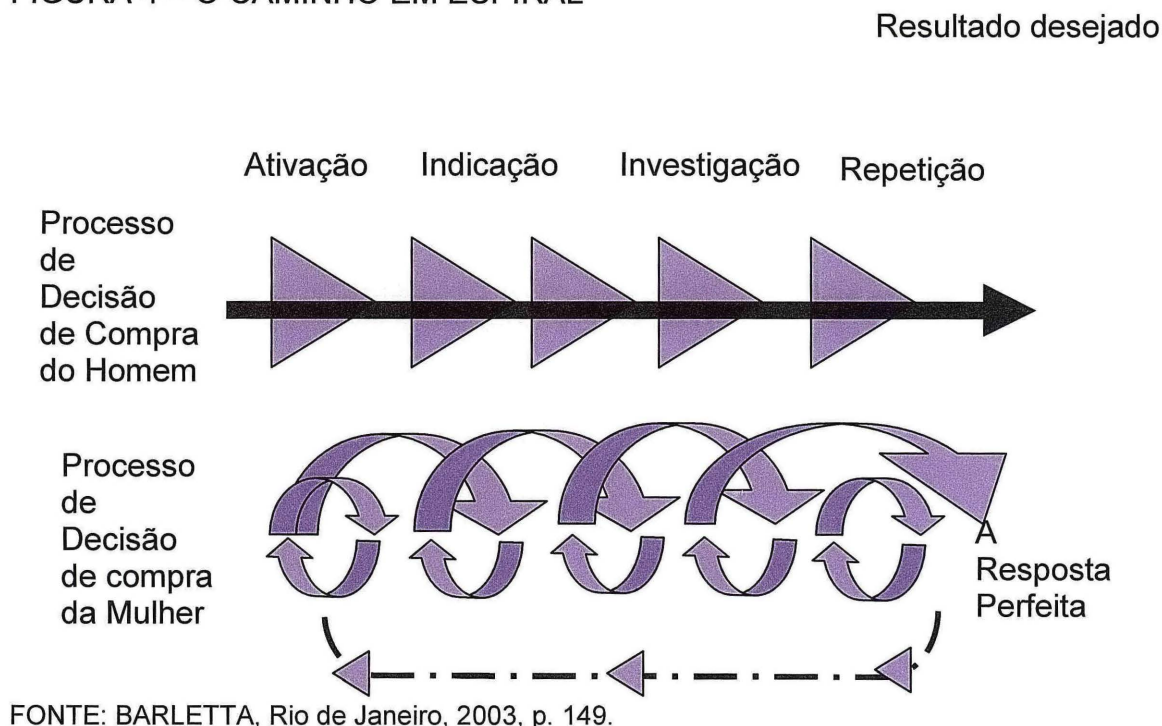 Resultado desejado
Ativação Indicação Investigação Repetição
Processo
de
Decisão
de Compra
do Homem
Processo
de
Decisão
de compra
da Mulher
A
Resposta
Perfeita
FONTE: BARLETTA, Rio de Janeiro, 2003, p. 149.